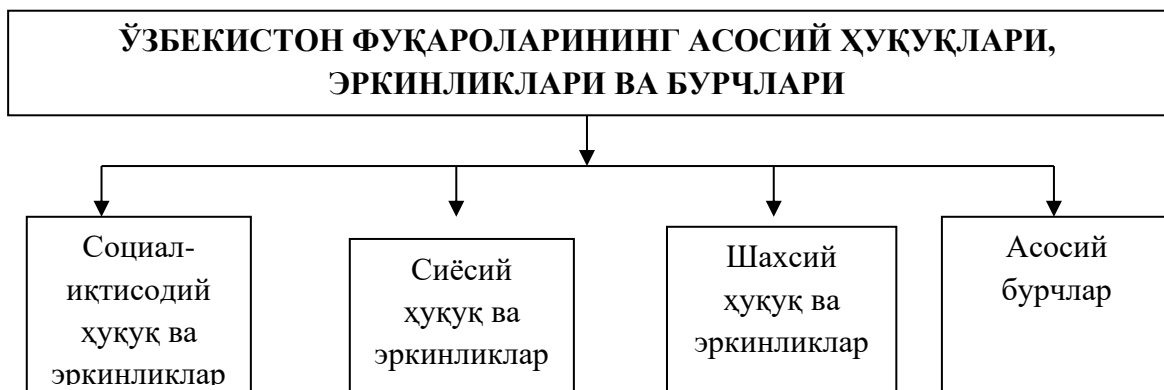 ЎЗБЕКИСТОН ФУҚАРОЛАРИНИНГ АСОСИЙ ҲУҚУҚЛАРИ,
ЭРКИНЛИКЛАРИ ВА БУРЧЛАРИ
Социал-
иқтисодий
ҳуқуқ ва
эркинликлар
Сиёсий
ҳуқуқ ва
эркинликлар
Шахсий
ҳуқуқ ва
эркинликлар
Асосий
бурчлар